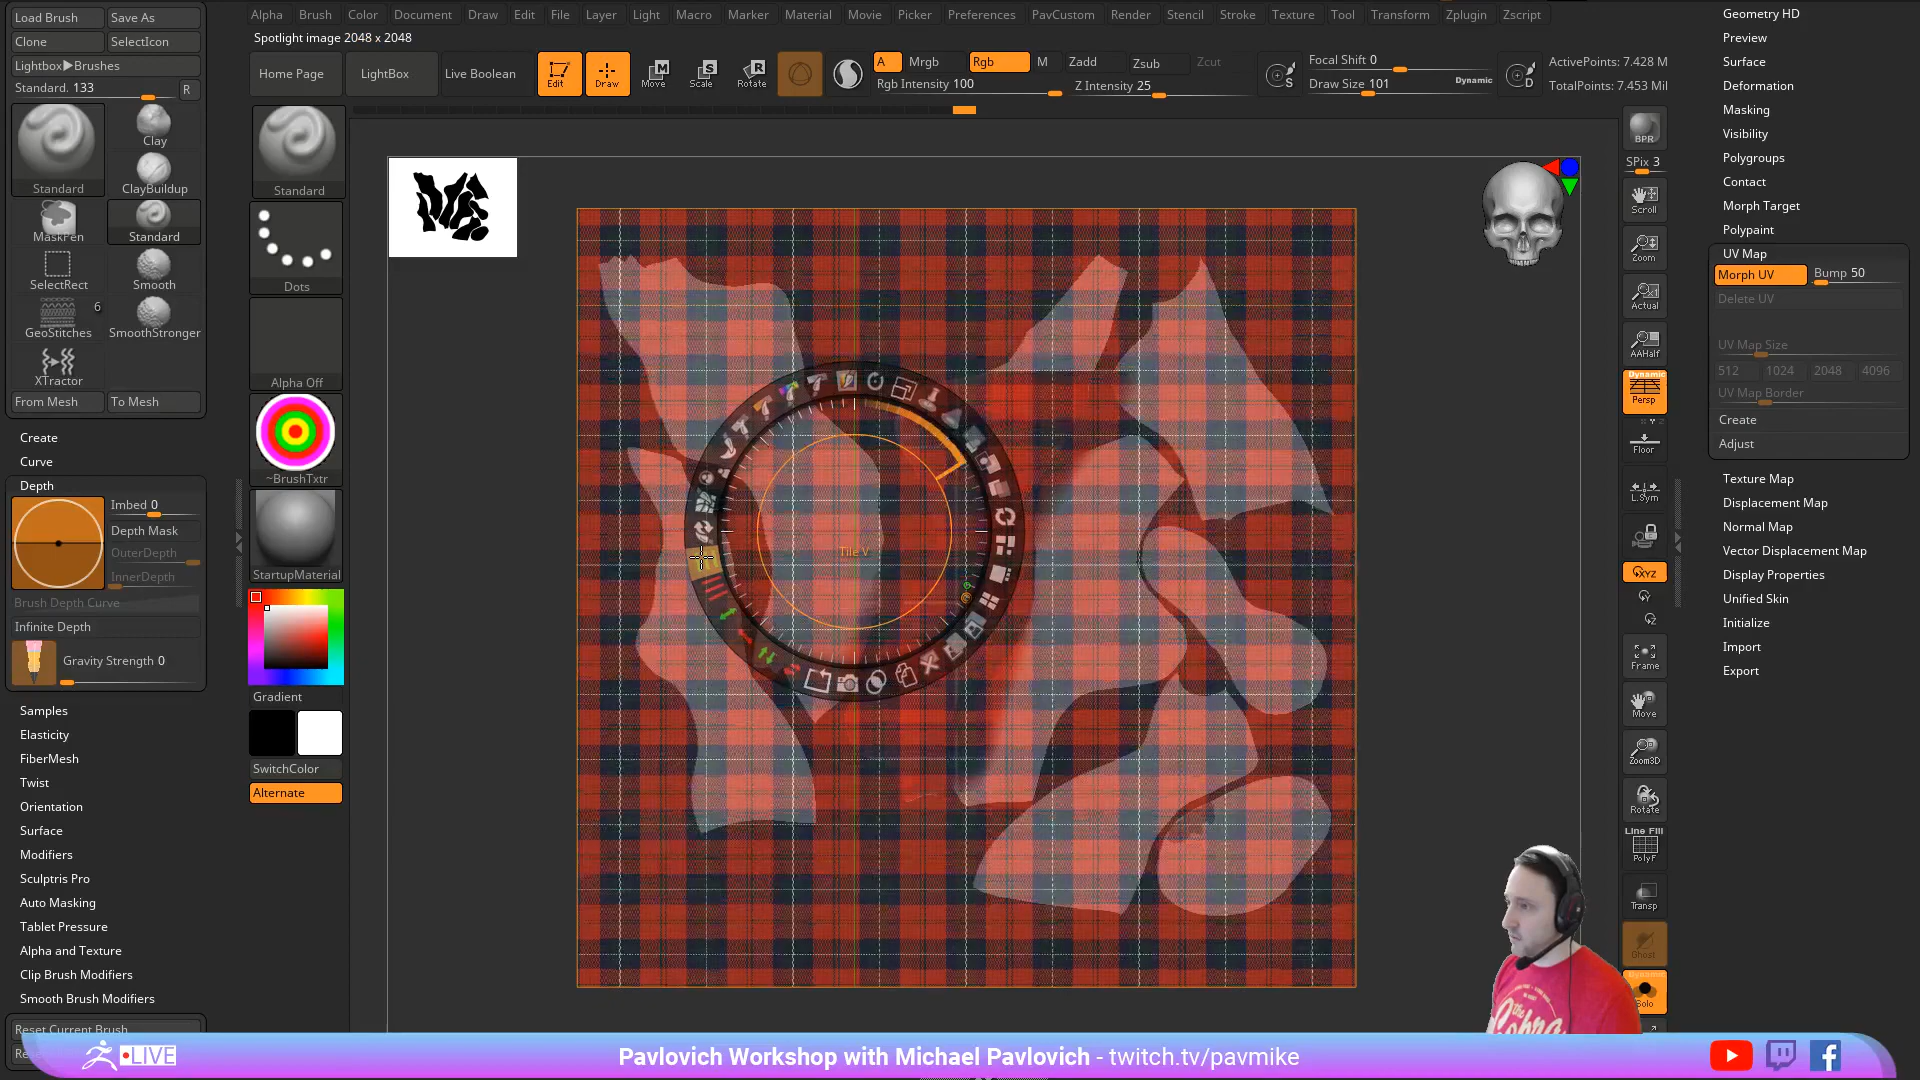 Load Brush
Save As
Clone
SelectIcon
Lightbox▶Brushes
Standard. 133
R
Standard
Clay
ClayBuildup
MaskPen
Standard
SelectRect
Smooth
6
GeoStitches
SmoothStronger
XTractor
From Mesh
To Mesh
Create
Curve
Depth
Imbed 0
Depth Mask
OuterDepth
InnerDepth
Brush Depth Curve
Infinite Depth
Gravity Strength 0
Samples
Elasticity
FiberMesh
Twist
Orientation
Surface
Modifiers
Sculptris Pro
Auto Masking
Tablet Pressure
Alpha and Texture
Clip Brush Modifiers
Smooth Brush Modifiers
Reset Current Brush
Alpha Brush Color Document Draw Edit File Layer Light Macro Marker Material Movie Picker Preferences PavCustom Render Stencil Stroke Texture Tool Transform Zplugin Zscript
Spotlight image 2048 x 2048
Home Page
LightBox
Live Boolean
Edit
Draw
Move
Scale
Rotate
A
Mrgb
Rgb
M
Zadd
Zsub
Zcut
Rgb Intensity 100
Z Intensity 25
S
Focal Shift 0
Draw Size 101
Dynamic
D
ActivePoints: 7.428 M
TotalPoints: 7.453 Mil
Standard
Dots
Alpha Off
~BrushTxtr
StartupMaterial
Gradient
SwitchColor
Alternate
Tile V
BPR
SPix 3
Scroll
Zoom
Actual
AAHalf
Dynamic
Persp
Floor
L.Sym
XYZ
Frame
Move
Zoom3D
Rotate
Line Fill
PolyF
Transp
Ghost
Dynamic
Solo
Geometry HD
Preview
Surface
Deformation
Masking
Visibility
Polygroups
Contact
Morph Target
Polypaint
UV Map
Morph UV
Bump 50
Delete UV
UV Map Size
512
1024
2048
4096
UV Map Border
Create
Adjust
Texture Map
Displacement Map
Normal Map
Vector Displacement Map
Display Properties
Unified Skin
Initialize
Import
Export
the
Cobra
LIVE
Pavlovich Workshop with Michael Pavlovich - twitch.tv/pavmike